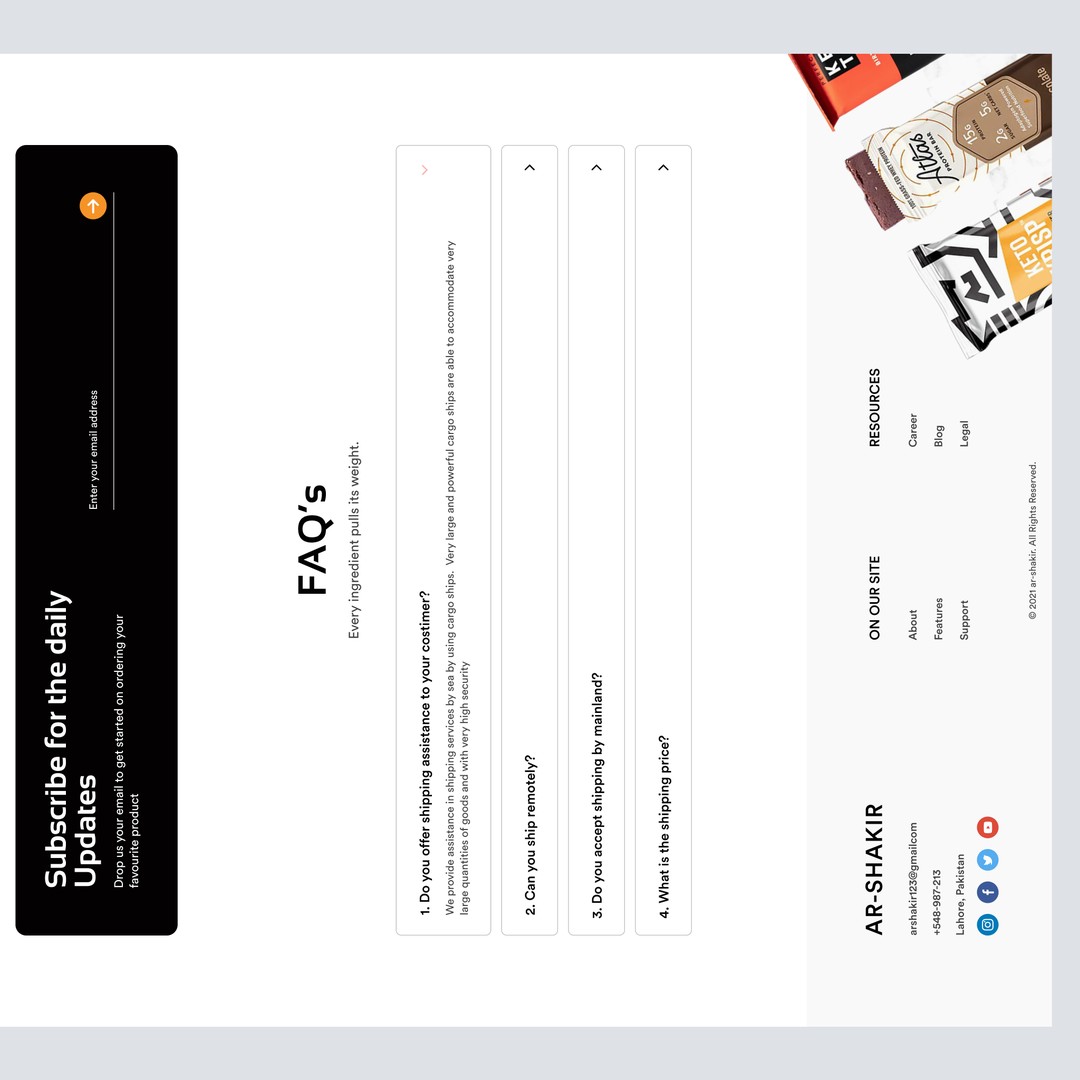 Subscribe for the daily
Updates
Drop us your email to get started on ordering your
favourite product
Enter your email address
FAQ's
Every ingredient pulls its weight.
1. Do you offer shipping assistance to your costimer?
We provide assistance in shipping services by sea by using cargo ships.  Very large and powerful cargo ships are able to accommodate very
large quantities of goods and with very high security
2. Can you ship remotely?
3. Do you accept shipping by mainland?
4. What is the shipping price?
AR-SHAKIR
arshakir123@gmailcom
+548-987-213
Lahore, Pakistan
ON OUR SITE
About
Features
Support
RESOURCES
Career
Blog
Legal
KE
T
BIR
100% GRASS-FED WHEY PROTEIN
Atlas
PROTEIN BAR
15G
PROTEIN
2G
SUGAR
5G
NET CARBS
Adaptogen Powered
Superfood Nutrition
KETO
KRISP
© 2021 ar-shakir. All Rights Reserved.